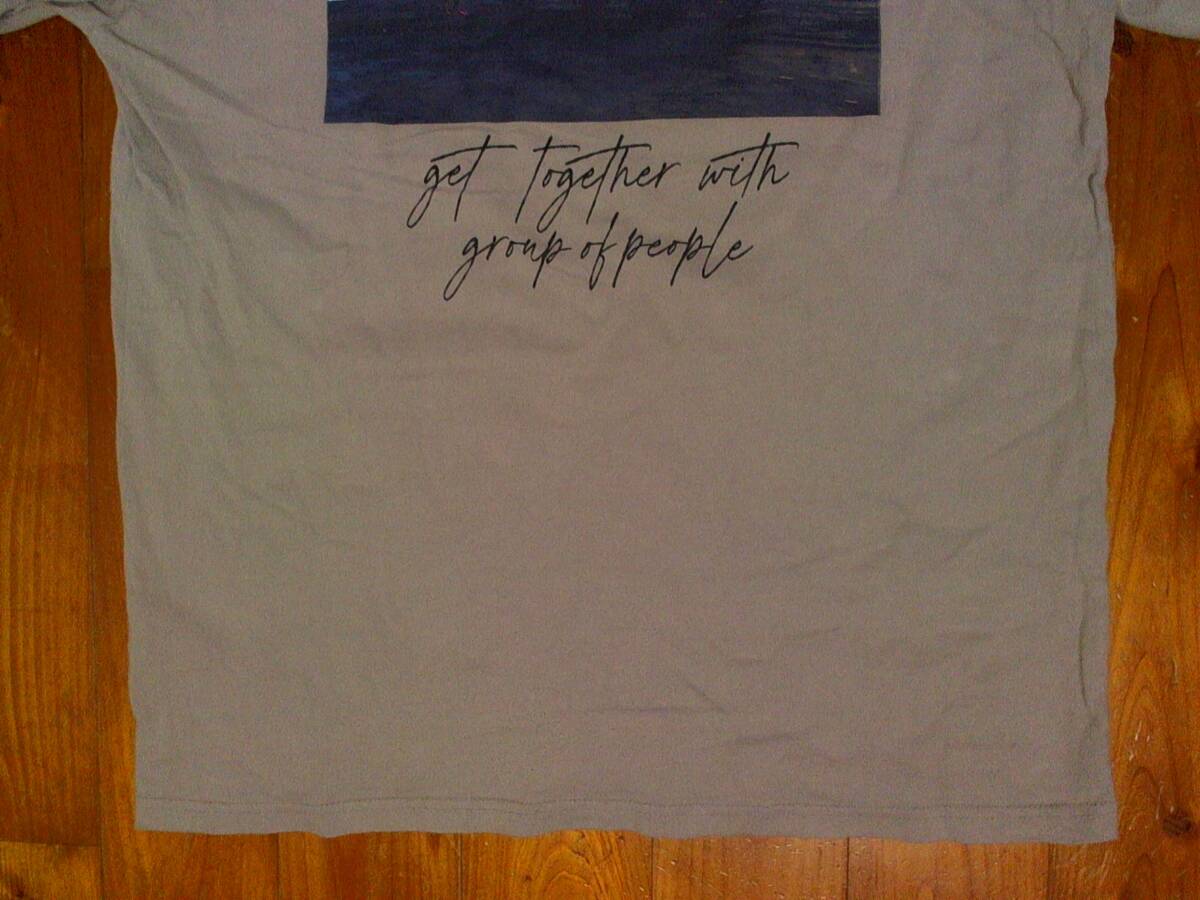 get together with
group of people